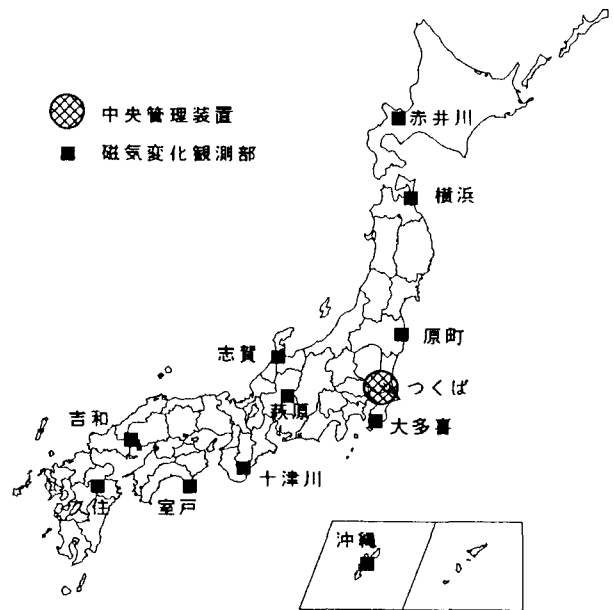 中央管理装置
磁気変化観測部
赤井川
横浜
原町
志賀
つくば
萩原
大多喜
吉和
十津川
久住
室戸
沖縄